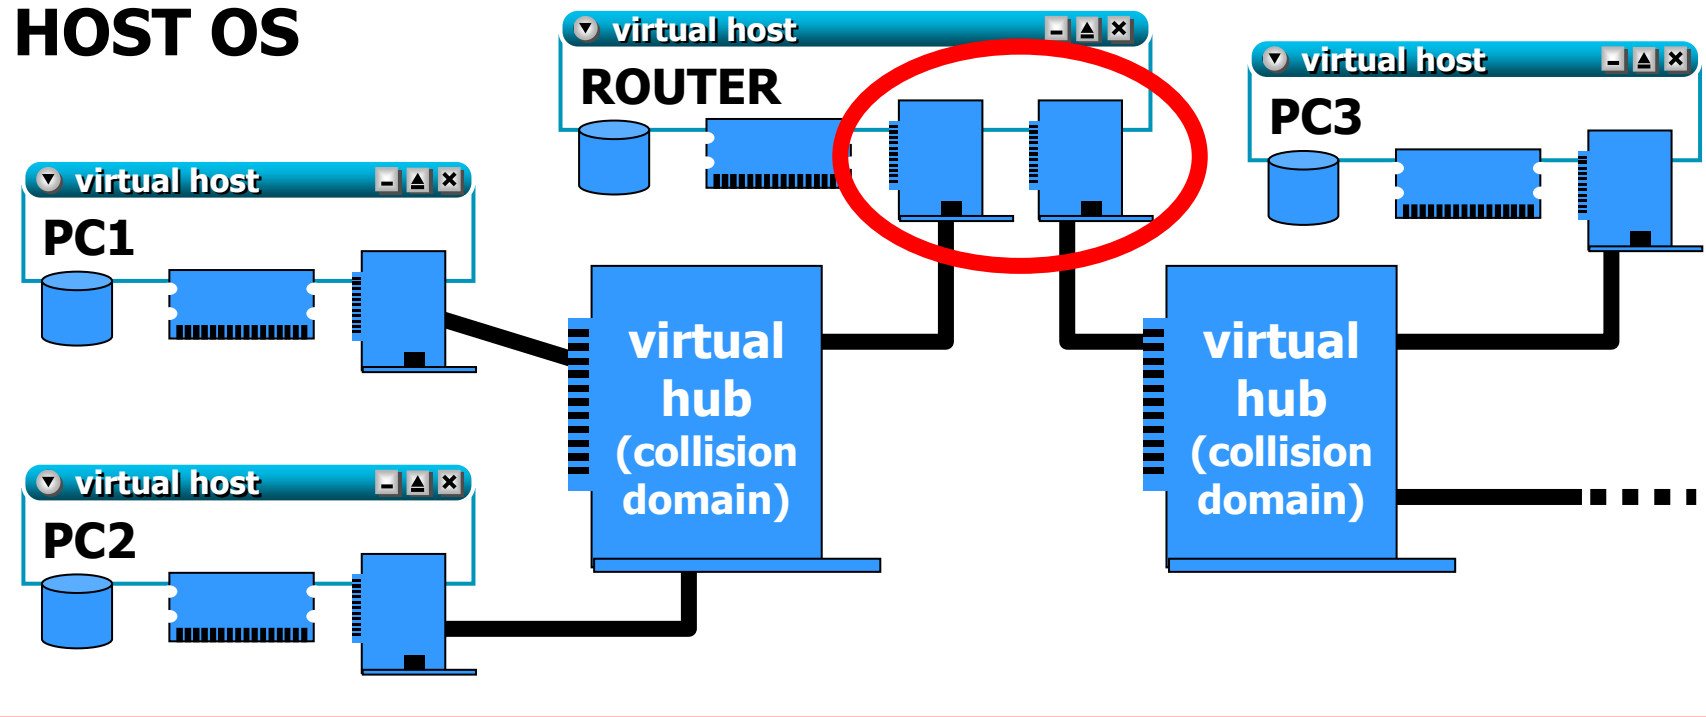 HOST OS
virtual host
ROUTER
virtual host
PC3
virtual host
PC1
virtual
hub
(collision
domain)
virtual
hub
(collision
domain)
virtual host
PC2